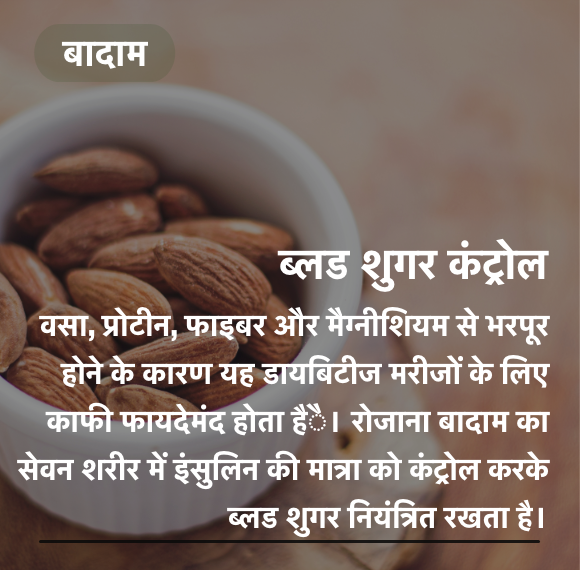 बादाम
ब्लड शुगर कंट्रोल
वसा, प्रोटीन, फाइबर और मैग्नीशियम से भरपूर
होने के कारण यह डायबिटीज मरीजों के लिए
काफी फायदेमंद होता हैंै। रोजाना बादाम का
सेवन शरीर में इंसुलिन की मात्रा को कंट्रोल करके
ब्लड शुगर नियंत्रित रखता है।